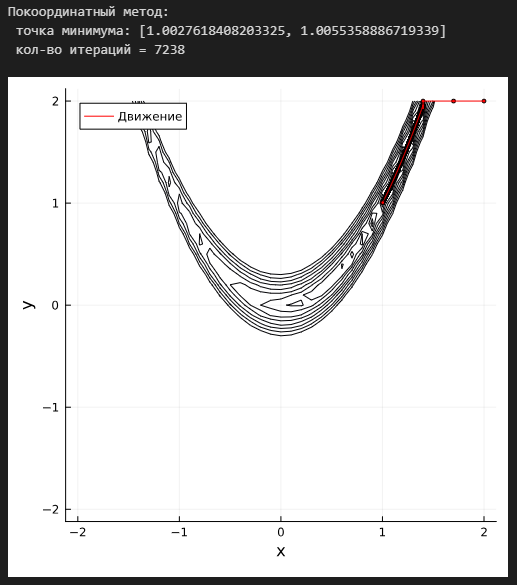 Покоординатный метод:
точка минимума: [1.0027618408203325, 1.0055358886719339]
кол-во итераций = 7238
2
Движение
1
y
0
−1
−2
−2 −1 0 1 2
x